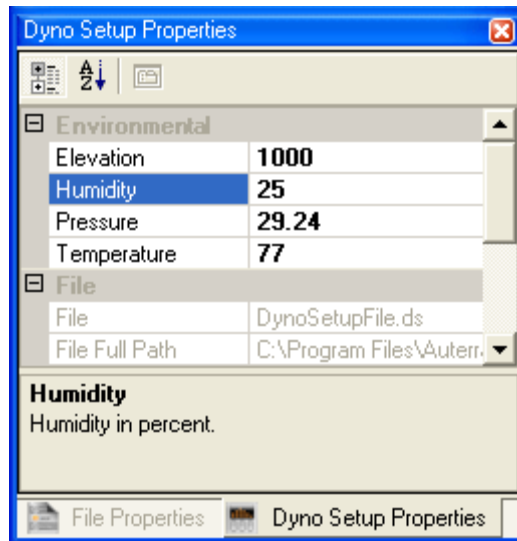 Dyno Setup Properties
Environmental
Elevation 1000
Humidity 25
Pressure 29.24
Temperature 77
File
File DynoSetupFile.ds
File Full Path C:\Program Files\Auterr
Humidity
Humidity in percent.
File Properties Dyno Setup Properties